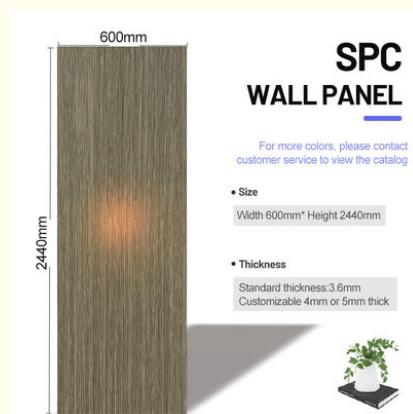 600mm
2440mm
SPC
WALL PANEL
For more colors, please contact
customer service to view the catalog
• Size
Width 600mm* Height 2440mm
• Thickness
Standard thickness:3.6mm
Customizable 4mm or 5mm thick